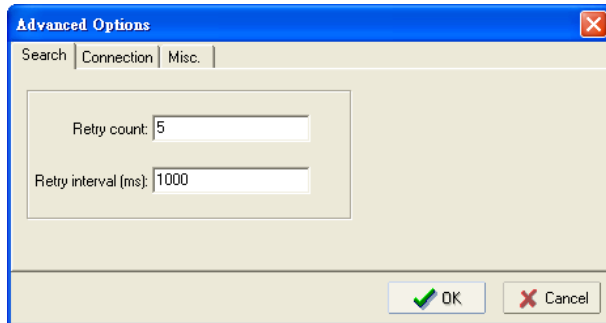 Advanced Options
Search Connection Misc.
Retry count: 5
Retry interval (ms): 1000
OK Cancel